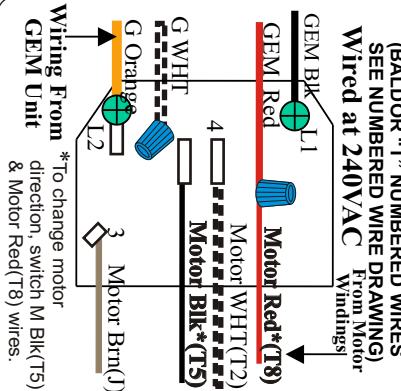 (BALDOR "T" NUMBERED WIRES
SEE NUMBERED WIRE DRAWING)
Wired at 240VAC
From Motor
Windings
GEM Blk
L1
GEM Red
Motor Red*(T8)
G WHT
4
Motor WHT(T2)
Motor Blk*(T5)
G Orange
L2
3 Motor Brn(J)
Wiring From
GEM Unit
*To change motor
direction, switch M Blk(T5)
& Motor Red(T8) wires.